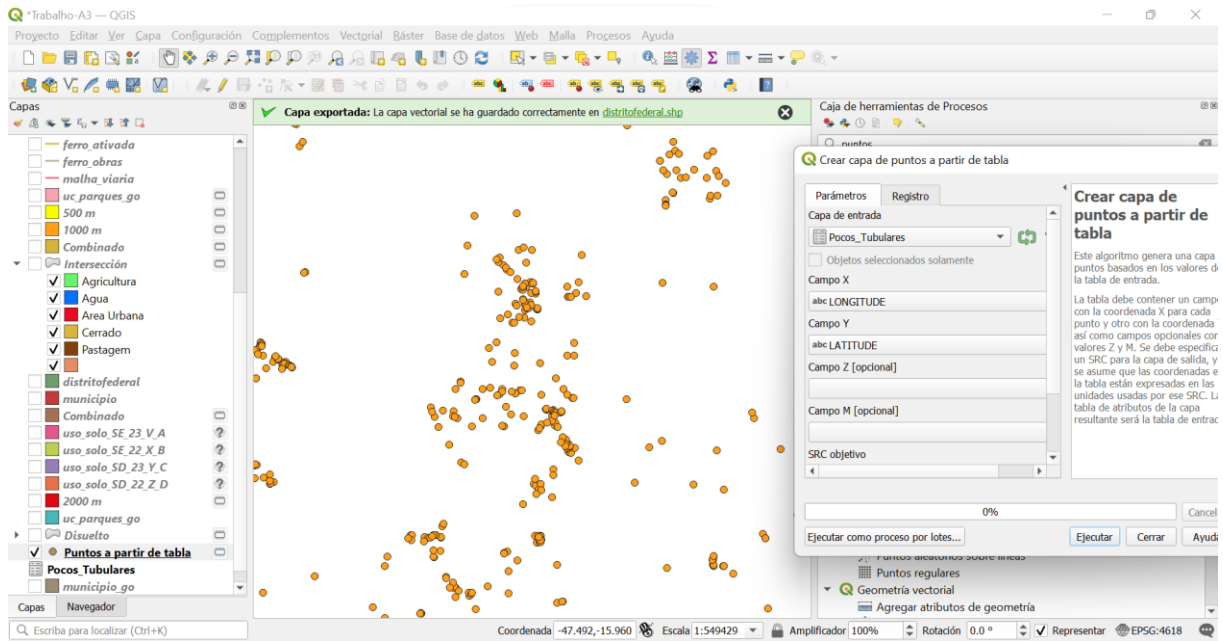 *Trabalho-A3 — QGIS
Proyecto Editar Ver Capa Configuración Complementos Vectorial Ráster Base de datos Web Malla Procesos Ayuda
Capas
ferro_ativada
ferro_obras
malha_viaria
uc_parques_go
500 m
1000 m
Combinado
Intersección
Agricultura
Agua
Area Urbana
Cerrado
Pastagem
distritofederal
municipio
Combinado
uso_solo_SE_23_V_A
uso_solo_SE_22_X_B
uso_solo_SD_23_Y_C
uso_solo_SD_22_Z_D
2000 m
uc_parques_go
Disuelto
Puntos a partir de tabla
Pocos_Tubulares
municipio_go
Capas Navegador
Capa exportada: La capa vectorial se ha guardado correctamente en distritofederal.shp
Caja de herramientas de Procesos
puntos
Crear capa de puntos a partir de tabla
Parámetros Registro
Capa de entrada
Pocos_Tubulares
Objetos seleccionados solamente
Campo X
abc LONGITUDE
Campo Y
abc LATITUDE
Campo Z [opcional]
Campo M [opcional]
SRC objetivo
Crear capa de
puntos a partir de
tabla
Este algoritmo genera una capa
puntos basados en los valores de
la tabla de entrada.
La tabla debe contener un campo
con la coordenada X para cada
punto y otro con la coordenada
así como campos opcionales con
valores Z y M. Se debe especifica
un SRC para la capa de salida, y
se asume que las coordenadas e
la tabla están expresadas en las
unidades usadas por ese SRC. La
tabla de atributos de la capa
resultante será la tabla de entrad
0%
Cancel
Ejecutar como proceso por lotes...
Ejecutar Cerrar Ayuda
Puntos aleatorios sobre líneas
Puntos regulares
Geometría vectorial
Agregar atributos de geometría
Escriba para localizar (Ctrl+K)
Coordenada -47.492,-15.960 Escala 1:549429 Amplificador 100% Rotación 0.0 ° Representar EPSG:4618